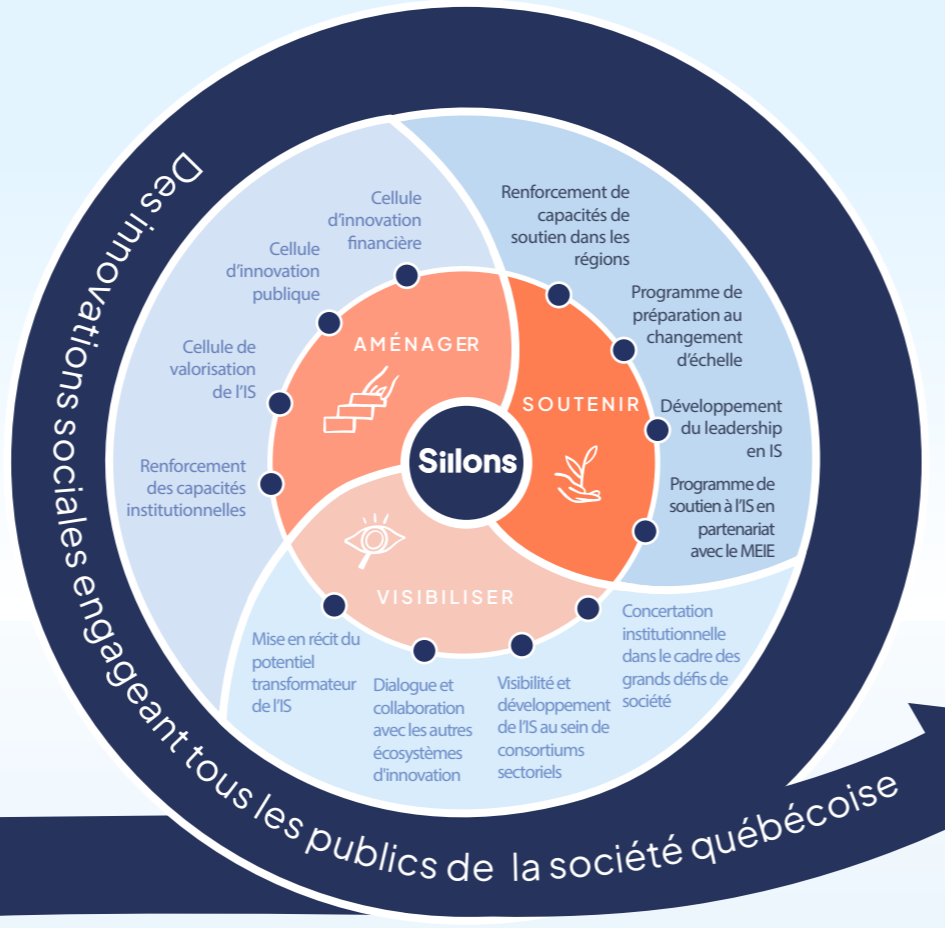 Des innovations sociales engageant tous les publics de la société québécoise
Cellule
d'innovation
financière
Cellule
d'innovation
publique
Cellule de
valorisation
de l'IS
Renforcement
des capacités
institutionnelles
AMÉNAGER
Renforcement de
capacités de
soutien dans les
régions
Programme de
préparation au
changement
d'échelle
Développement
du leadership
en IS
Programme de
soutien à l'IS en
partenariat
avec le MEIE
SOUTENIR
Sillons
VISIBILISER
Mise en récit du
potentiel
transformateur
de l'IS
Dialogue et
collaboration
avec les autres
écosystèmes
d'innovation
Visibilité et
développement
de l'IS au sein de
consortiums
sectoriels
Concertation
institutionnelle
dans le cadre des
grands défis de
société